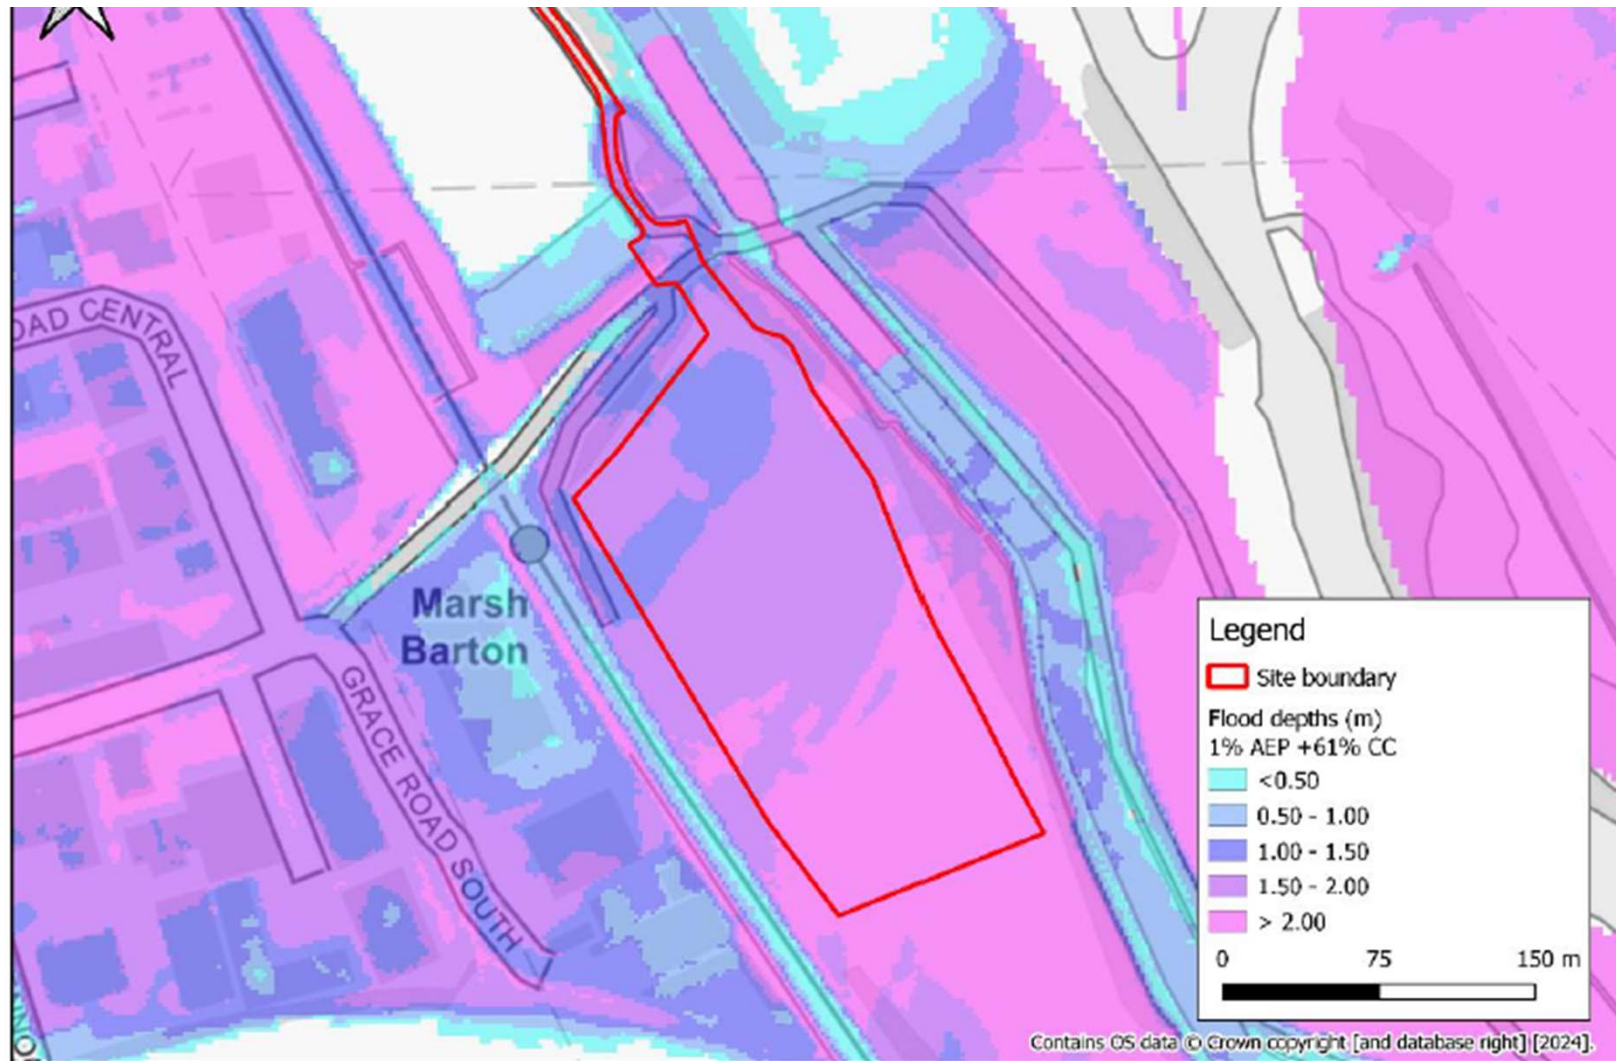 OAD CENTRAL
Marsh
Barton
GRACE ROAD SOUTH
Legend
Site boundary
Flood depths (m)
1% AEP +61% CC
<0.50
0.50 - 1.00
1.00 - 1.50
1.50 - 2.00
> 2.00
0 75 150 m
Contains OS data © Crown copyright [and database right] [2024].